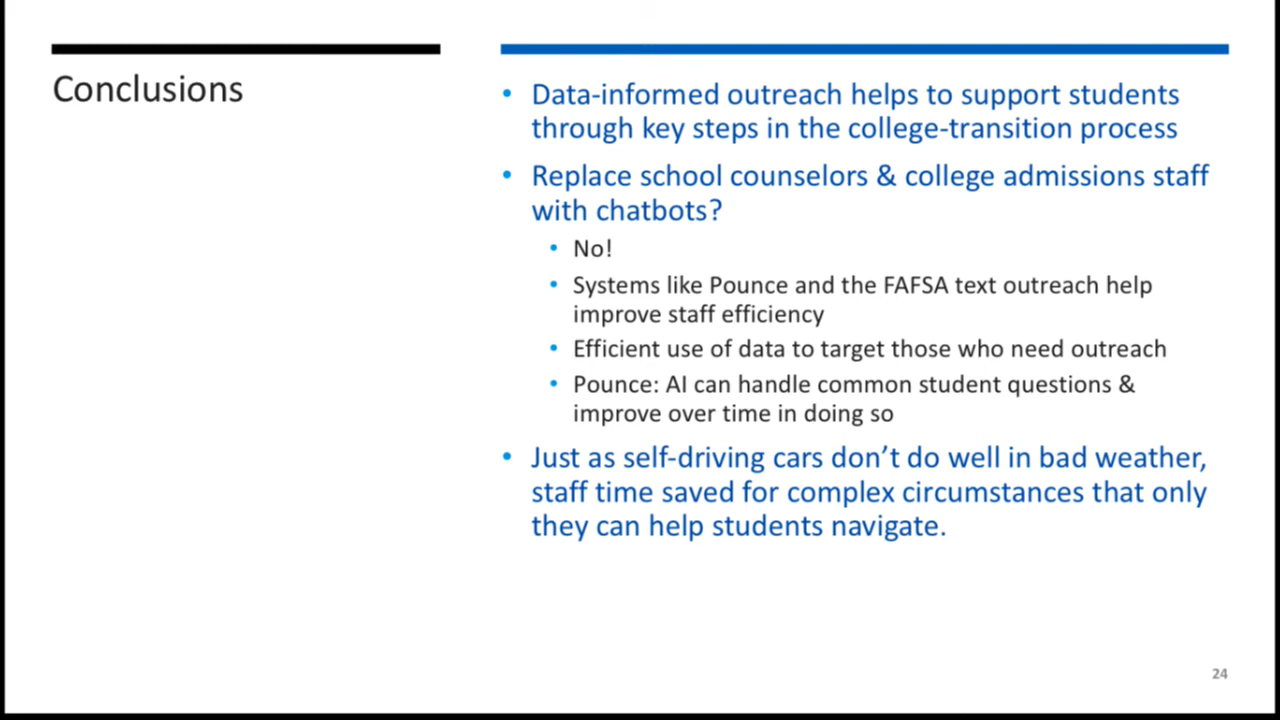 Conclusions
• Data-informed outreach helps to support students
through key steps in the college-transition process
• Replace school counselors & college admissions staff
with chatbots?
• No!
• Systems like Pounce and the FAFSA text outreach help
improve staff efficiency
• Efficient use of data to target those who need outreach
• Pounce: AI can handle common student questions &
improve over time in doing so
• Just as self-driving cars don’t do well in bad weather,
staff time saved for complex circumstances that only
they can help students navigate.
24